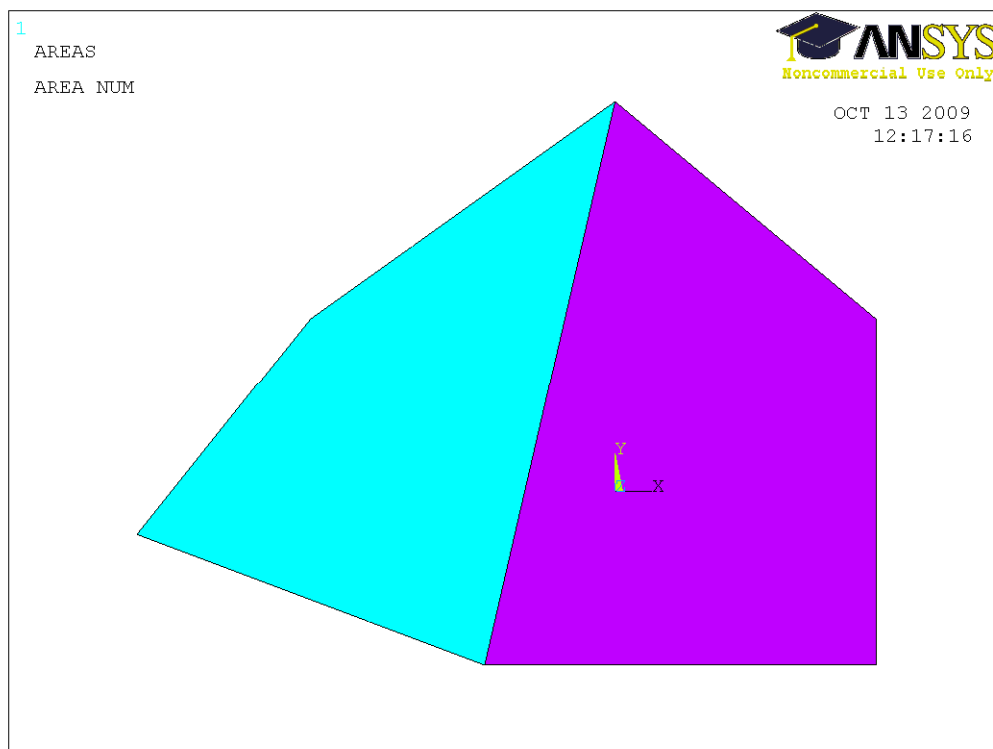 1
AREAS
AREA NUM
ANSYS
Noncommercial Use Only
OCT 13 2009
12:17:16
Y
X